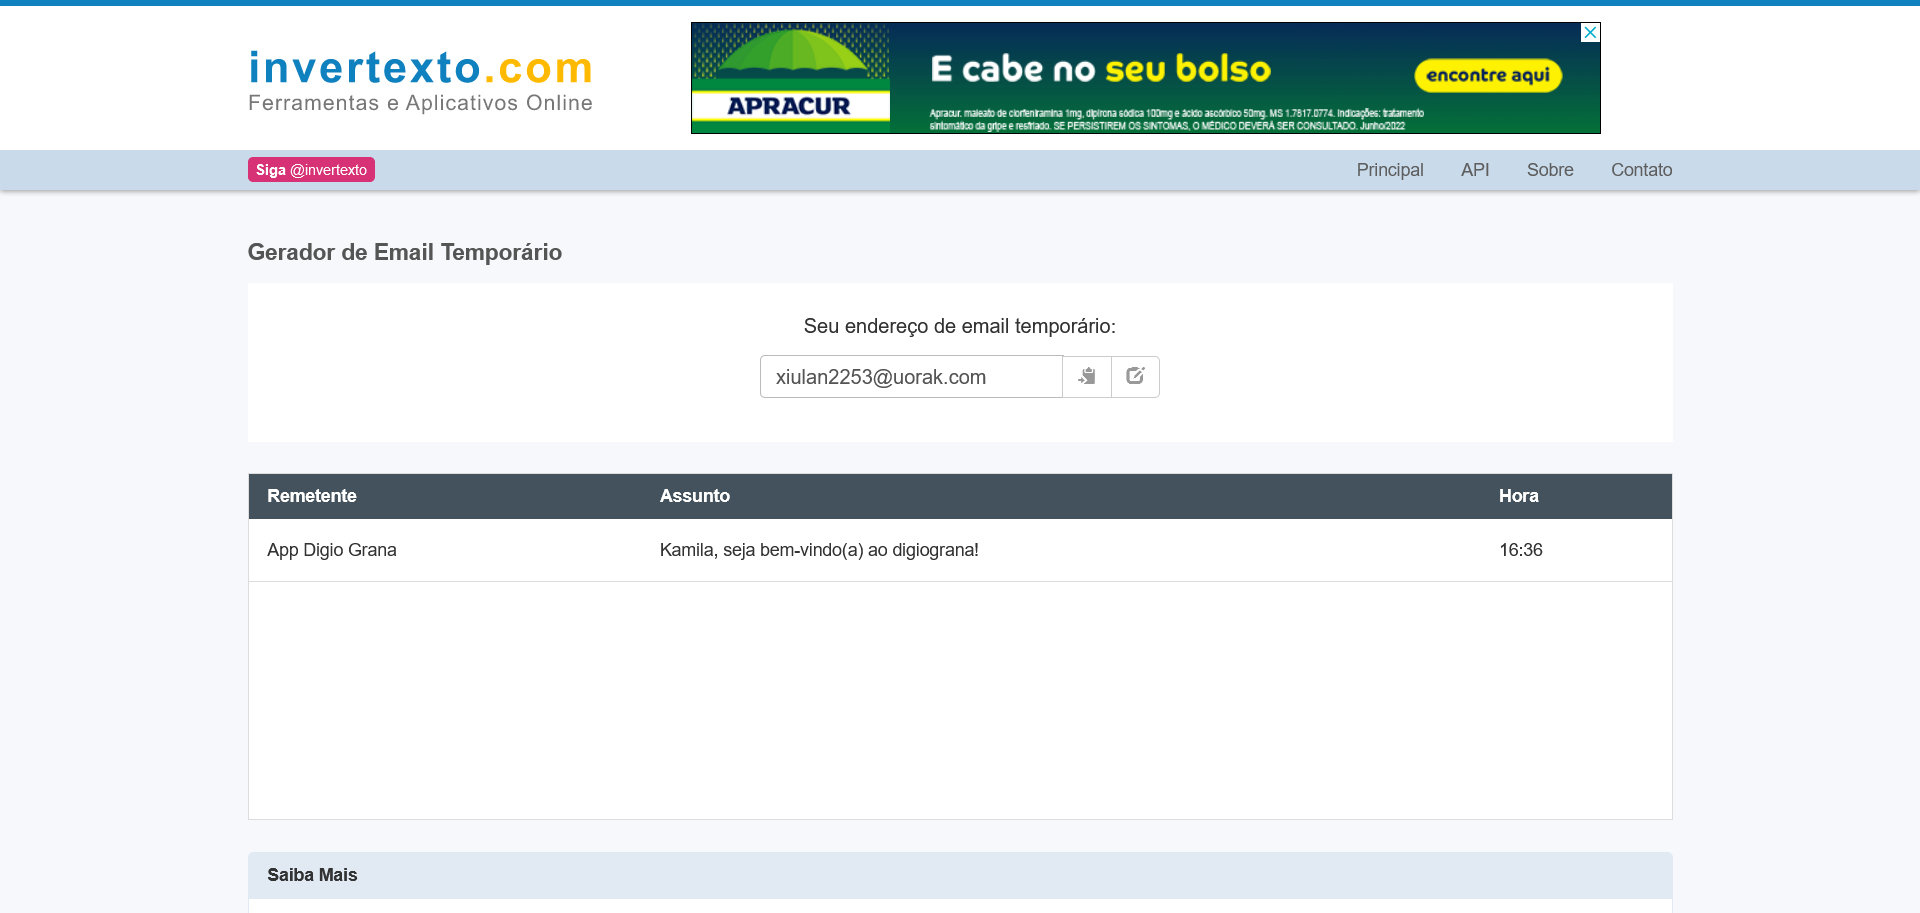 invertexto.com
Ferramentas e Aplicativos Online
APRACUR
E cabe no seu bolso
encontre aqui
Apracur. maleato de clorfeniramina 1mg, dipirona sódica 100mg e ácido ascórbico 50mg. MS 1.7817.0774. Indicações: tratamento
sintomático da gripe e resfriado. SE PERSISTIREM OS SINTOMAS, O MÉDICO DEVERÁ SER CONSULTADO. Junho/2022
Siga @invertexto
Principal API Sobre Contato
Gerador de Email Temporário
Seu endereço de email temporário:
xiulan2253@uorak.com
Remetente Assunto Hora
App Digio Grana Kamila, seja bem-vindo(a) ao digiograna! 16:36
Saiba Mais